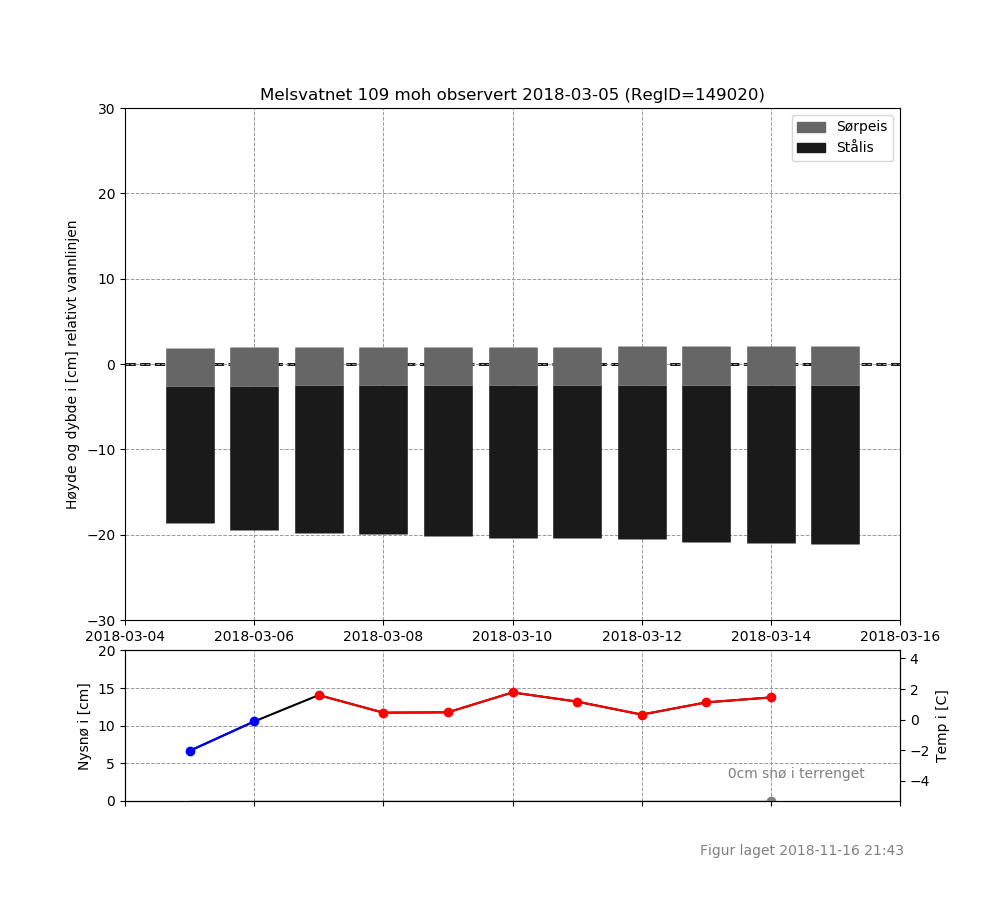 Melsvatnet 109 moh observert 2018-03-05 (RegID=149020)
Sørpeis
Stålis
Høyde og dybde i [cm] relativt vannlinjen
30
20
10
0
−10
−20
−30
2018-03-04 2018-03-06 2018-03-08 2018-03-10 2018-03-12 2018-03-14 2018-03-16
Nysnø i [cm]
20
15
10
5
0
4
2
0
−2
−4
Temp i [C]
0cm snø i terrenget
Figur laget 2018-11-16 21:43